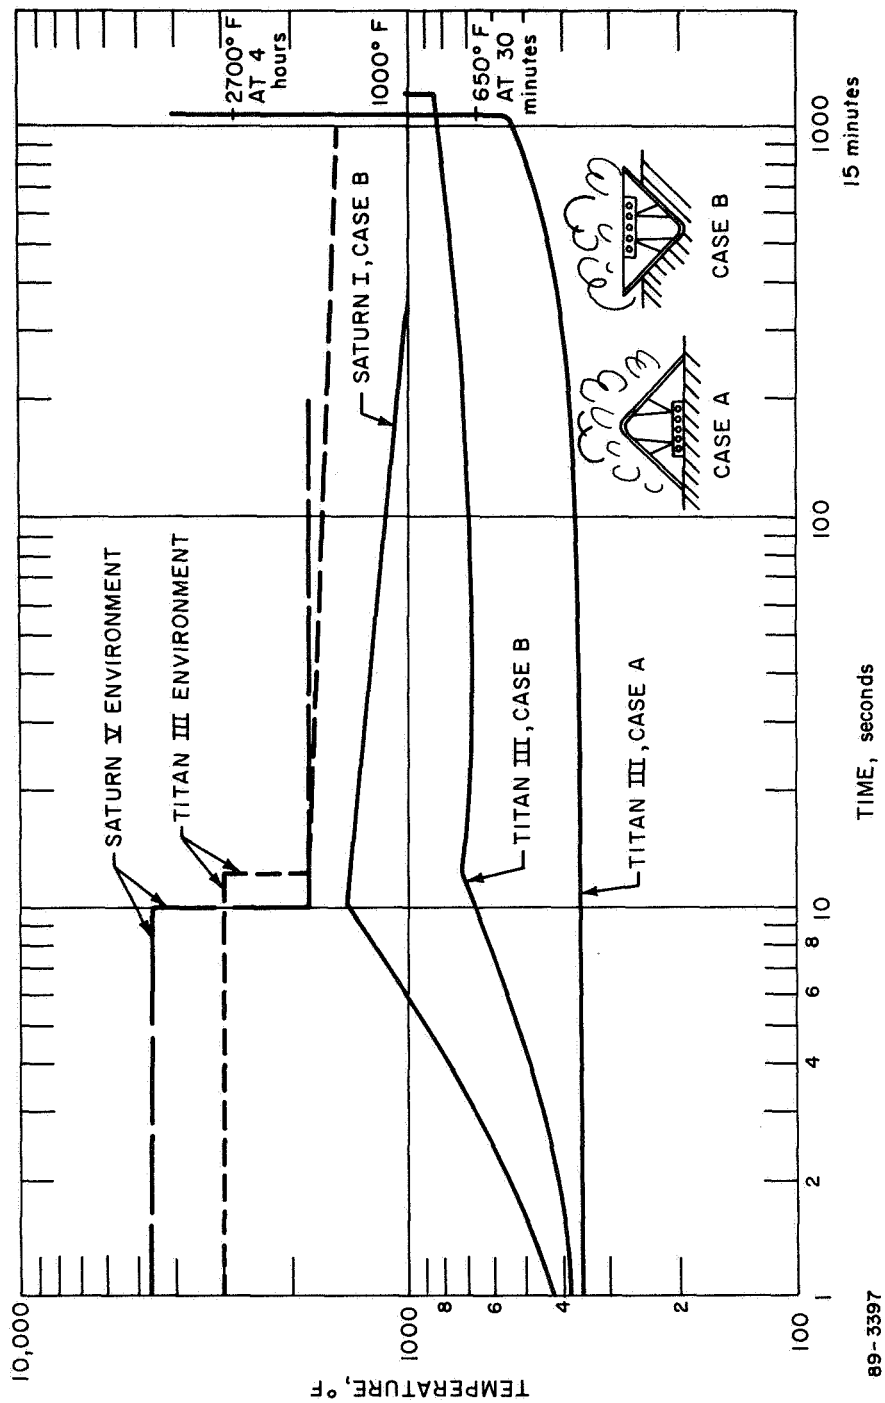 10,000
1000
8
6
4
2
100
TEMPERATURE, °F
1
2
4
6
8
10
100
1000
15 minutes
TIME, seconds
SATURN V ENVIRONMENT
TITAN III ENVIRONMENT
SATURN I, CASE B
TITAN III, CASE B
TITAN III, CASE A
2700° F
AT 4
hours
1000° F
650° F
AT 30
minutes
CASE A
CASE B
89-3397